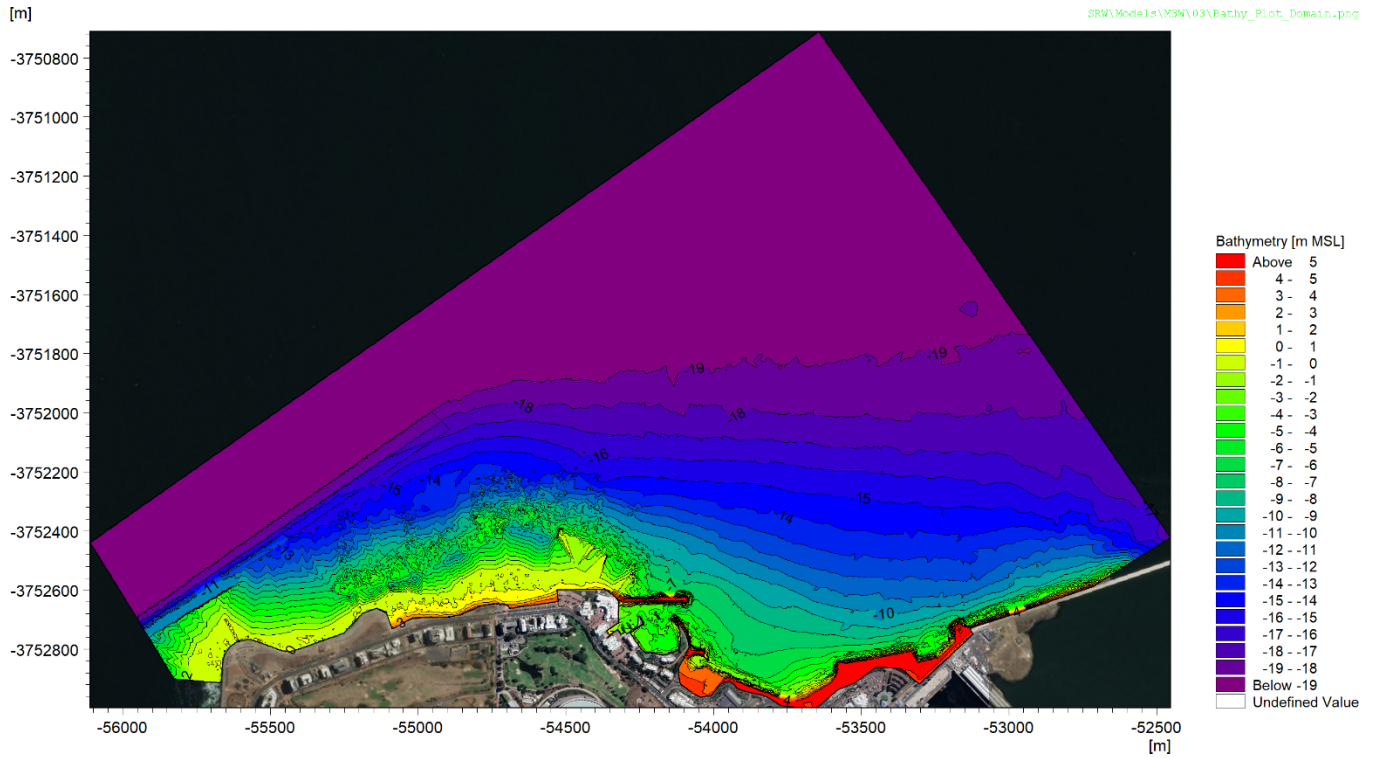 [m]
SRW\Models\M3W\03\Bathy_Plot_Domain.png
-3750800
-3751000
-3751200
-3751400
-3751600
-3751800
-3752000
-3752200
-3752400
-3752600
-3752800
-19
-19
-18
-18
-16
-15
-14
-15
-14
-13
-11
-10
-56000
-55500
-55000
-54500
-54000
-53500
-53000
-52500
[m]
Bathymetry [m MSL]
Above 5
4 - 5
3 - 4
2 - 3
1 - 2
0 - 1
-1 - 0
-2 - -1
-3 - -2
-4 - -3
-5 - -4
-6 - -5
-7 - -6
-8 - -7
-9 - -8
-10 - -9
-11 - -10
-12 - -11
-13 - -12
-14 - -13
-15 - -14
-16 - -15
-17 - -16
-18 - -17
-19 - -18
Below -19
Undefined Value